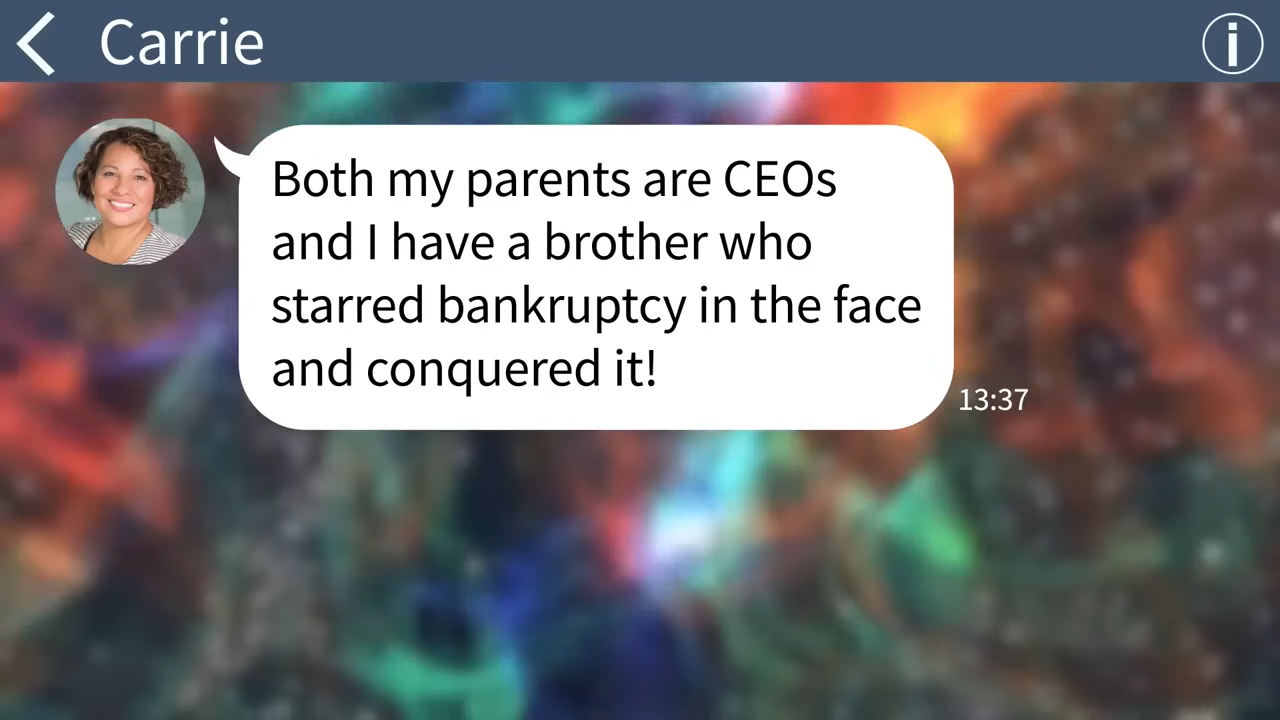 Carrie
Both my parents are CEOs
and I have a brother who
starred bankruptcy in the face
and conquered it!
13:37